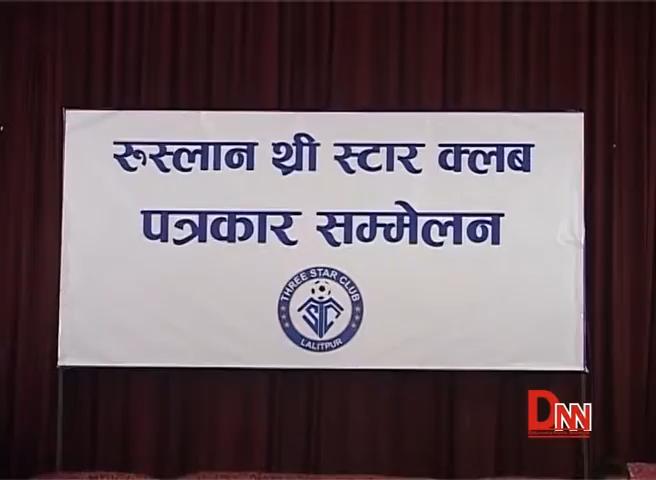 रुस्लान थ्री स्टार क्लब
पत्रकार सम्मेलन
THREE STAR CLUB
TSC
LALITPUR
DNN